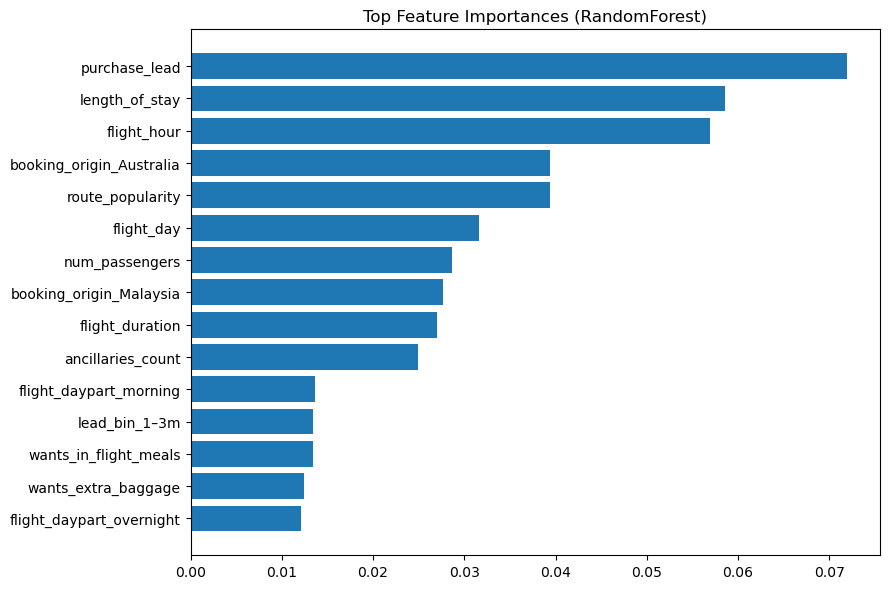 Top Feature Importances (RandomForest)
purchase_lead
length_of_stay
flight_hour
booking_origin_Australia
route_popularity
flight_day
num_passengers
booking_origin_Malaysia
flight_duration
ancillaries_count
flight_daypart_morning
lead_bin_1–3m
wants_in_flight_meals
wants_extra_baggage
flight_daypart_overnight
0.00 0.01 0.02 0.03 0.04 0.05 0.06 0.07